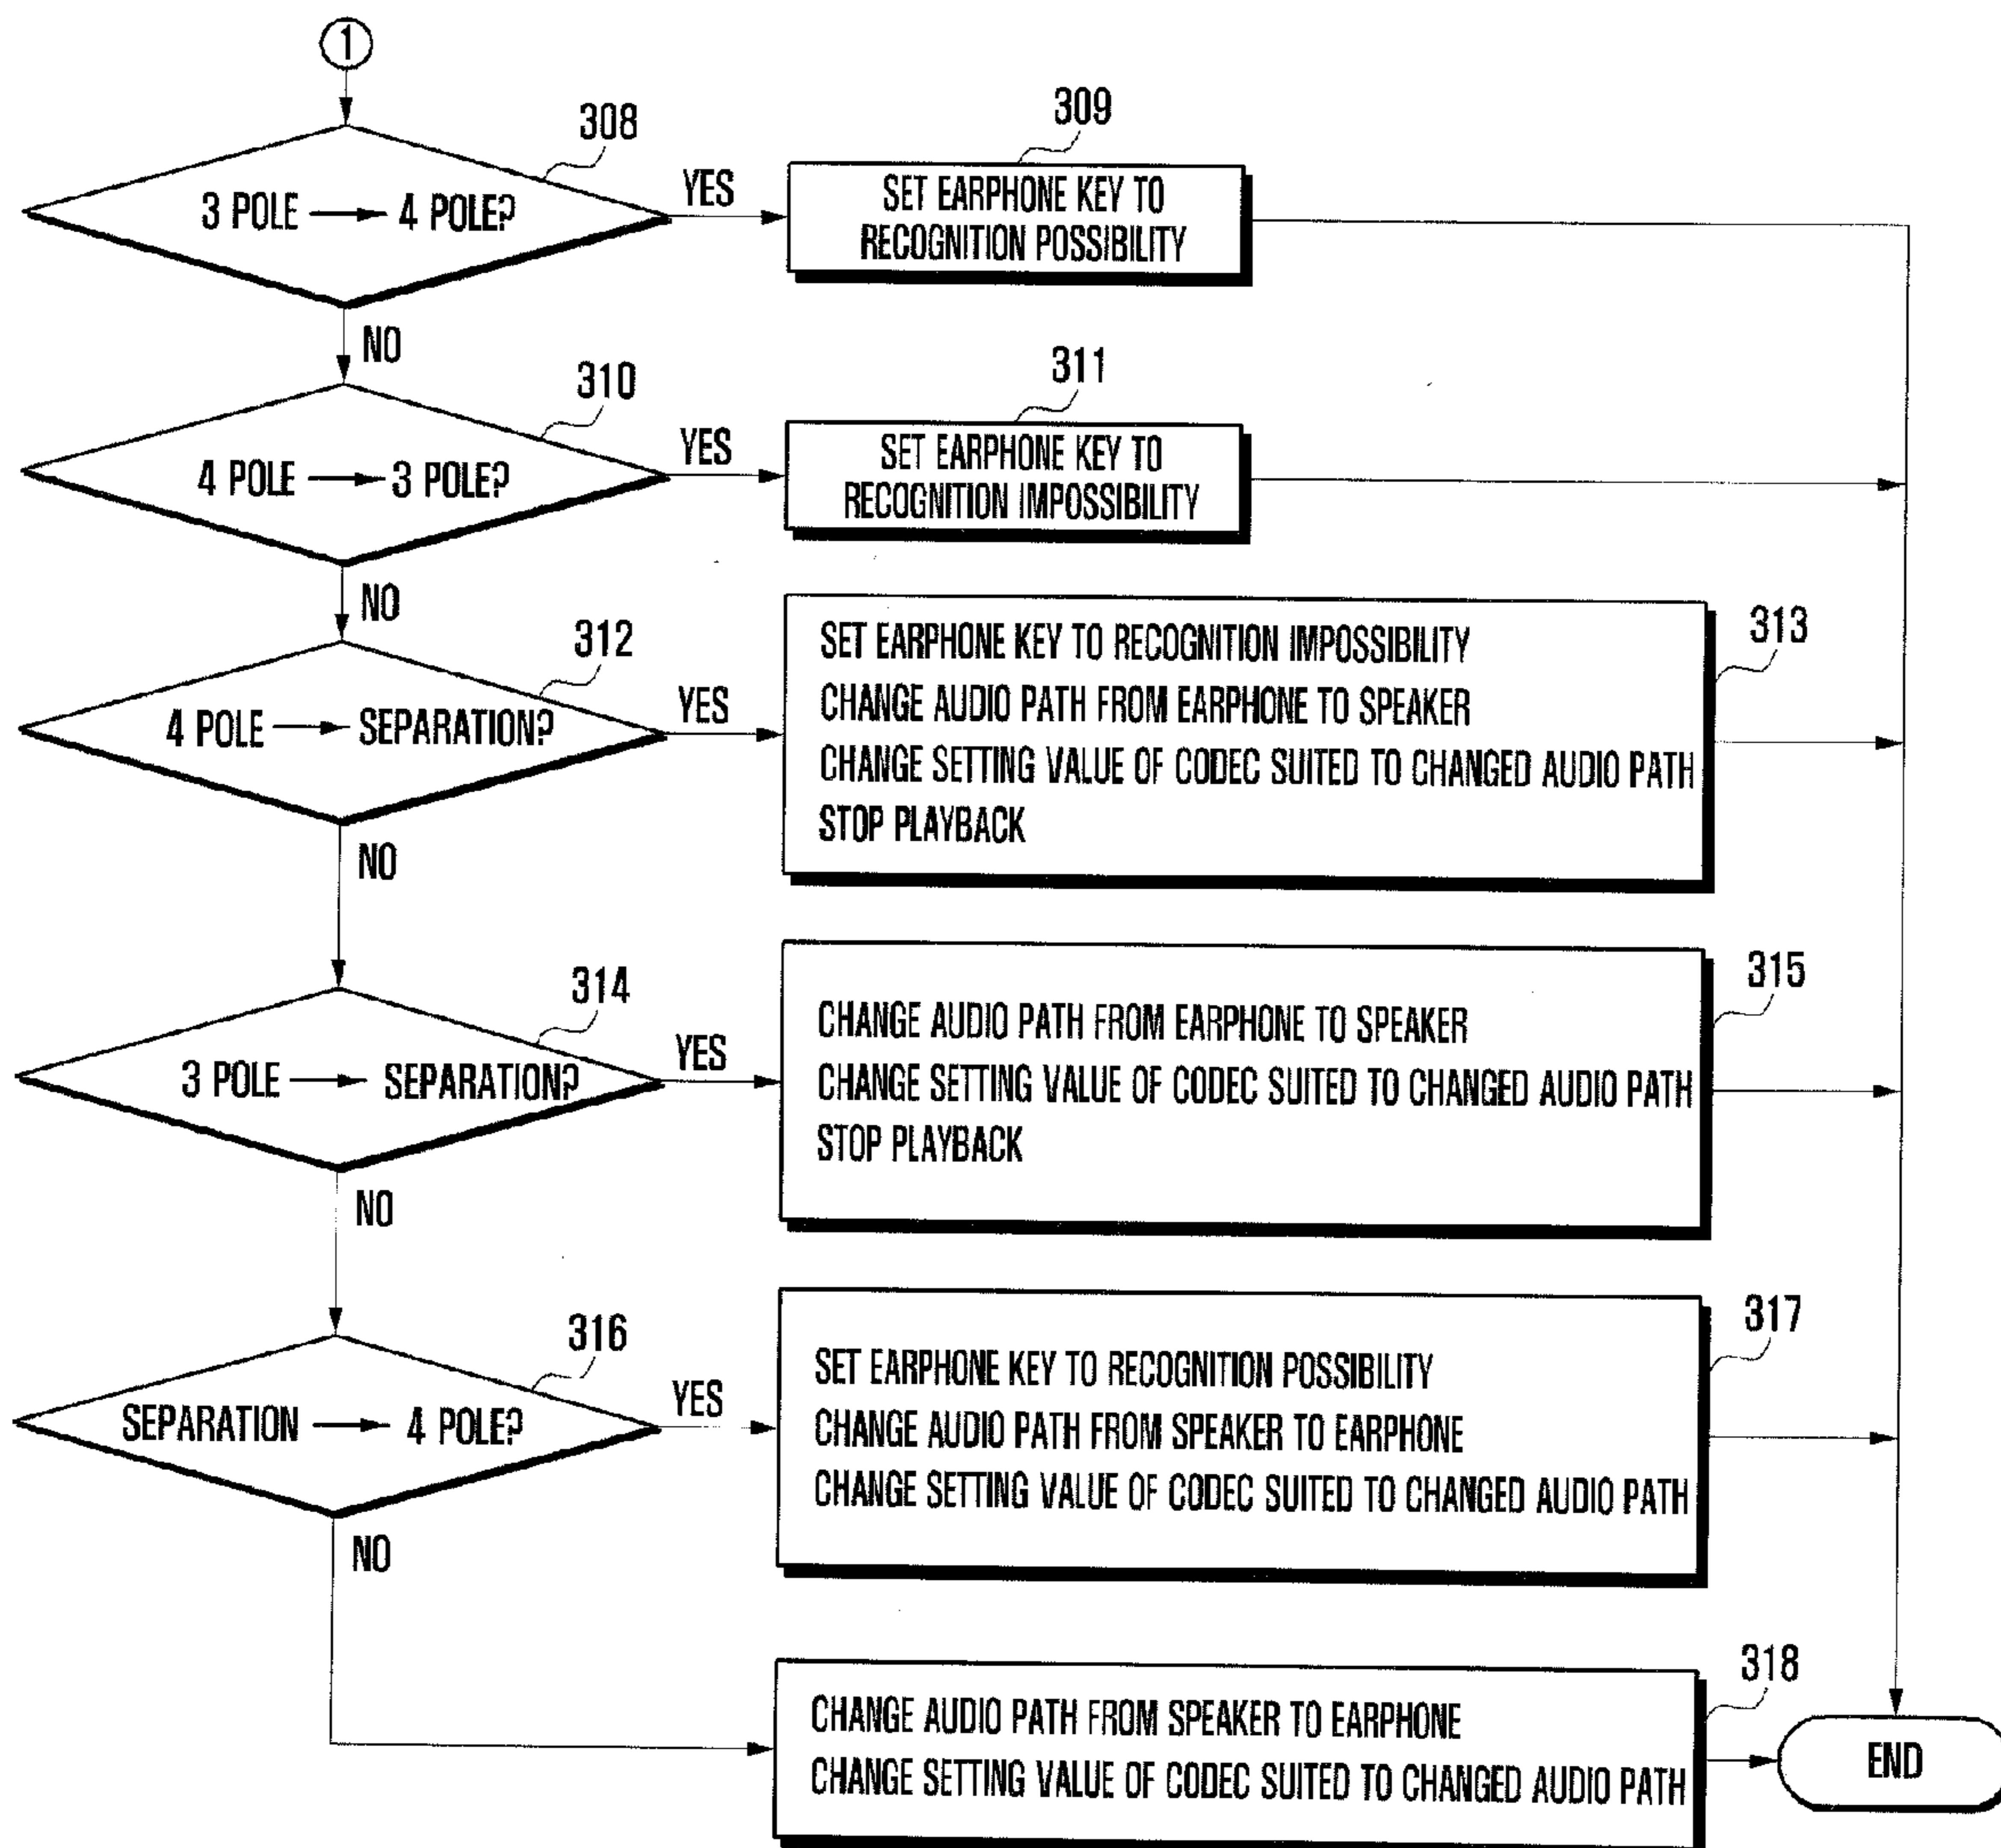 1
308
3 POLE → 4 POLE?
YES
309
SET EARPHONE KEY TO
RECOGNITION POSSIBILITY
NO
310
4 POLE → 3 POLE?
YES
311
SET EARPHONE KEY TO
RECOGNITION IMPOSSIBILITY
NO
312
4 POLE → SEPARATION?
YES
313
SET EARPHONE KEY TO RECOGNITION IMPOSSIBILITY
CHANGE AUDIO PATH FROM EARPHONE TO SPEAKER
CHANGE SETTING VALUE OF CODEC SUITED TO CHANGED AUDIO PATH
STOP PLAYBACK
NO
314
3 POLE → SEPARATION?
YES
315
CHANGE AUDIO PATH FROM EARPHONE TO SPEAKER
CHANGE SETTING VALUE OF CODEC SUITED TO CHANGED AUDIO PATH
STOP PLAYBACK
NO
316
SEPARATION → 4 POLE?
YES
317
SET EARPHONE KEY TO RECOGNITION POSSIBILITY
CHANGE AUDIO PATH FROM SPEAKER TO EARPHONE
CHANGE SETTING VALUE OF CODEC SUITED TO CHANGED AUDIO PATH
NO
318
CHANGE AUDIO PATH FROM SPEAKER TO EARPHONE
CHANGE SETTING VALUE OF CODEC SUITED TO CHANGED AUDIO PATH
END